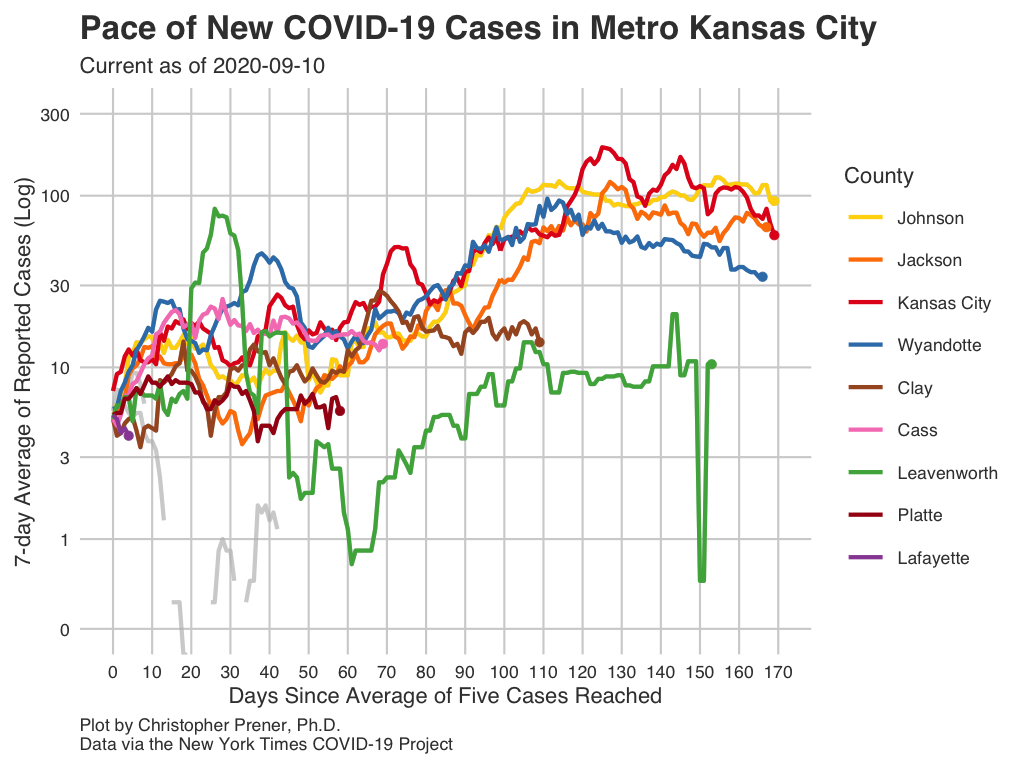 Pace of New COVID-19 Cases in Metro Kansas City
Current as of 2020-09-10
7-day Average of Reported Cases (Log)
300
100
30
10
3
1
0
0 10 20 30 40 50 60 70 80 90 100 110 120 130 140 150 160 170
Days Since Average of Five Cases Reached
County
Johnson
Jackson
Kansas City
Wyandotte
Clay
Cass
Leavenworth
Platte
Lafayette
Plot by Christopher Prener, Ph.D.
Data via the New York Times COVID-19 Project